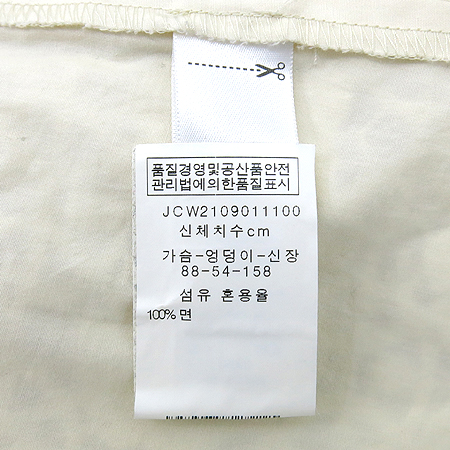 품질경영및공산품안전
관리법에의한품질표시
JCW2109011100
신체치수cm
가슴-엉덩이-신장
88-54-158
섬유 혼용율
100% 면